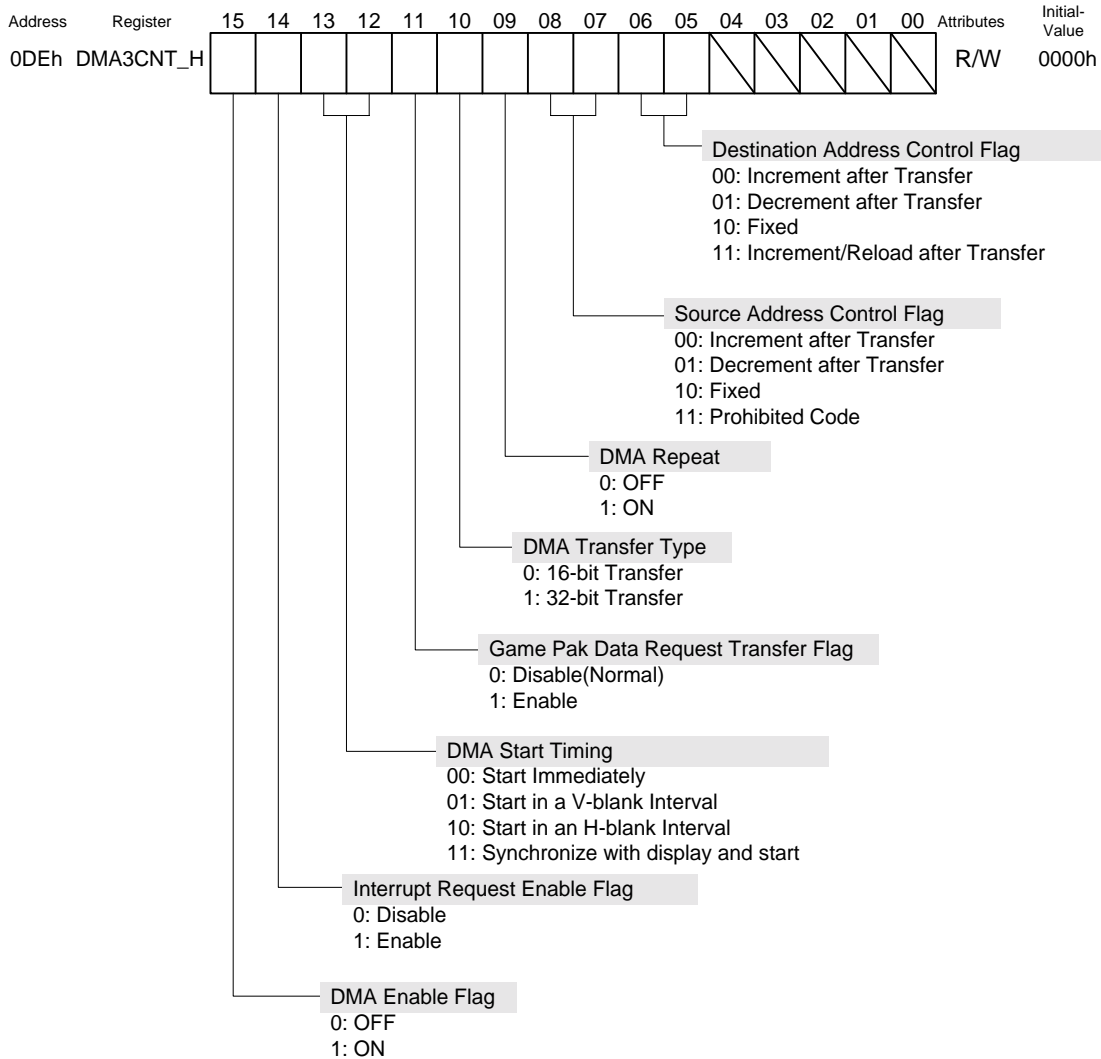 Address Register 15 14 13 12 11 10 09 08 07 06 05 04 03 02 01 00 Attributes Initial-
Value
0DEh DMA3CNT_H R/W 0000h
Destination Address Control Flag
00: Increment after Transfer
01: Decrement after Transfer
10: Fixed
11: Increment/Reload after Transfer
Source Address Control Flag
00: Increment after Transfer
01: Decrement after Transfer
10: Fixed
11: Prohibited Code
DMA Repeat
0: OFF
1: ON
DMA Transfer Type
0: 16-bit Transfer
1: 32-bit Transfer
Game Pak Data Request Transfer Flag
0: Disable(Normal)
1: Enable
DMA Start Timing
00: Start Immediately
01: Start in a V-blank Interval
10: Start in an H-blank Interval
11: Synchronize with display and start
Interrupt Request Enable Flag
0: Disable
1: Enable
DMA Enable Flag
0: OFF
1: ON